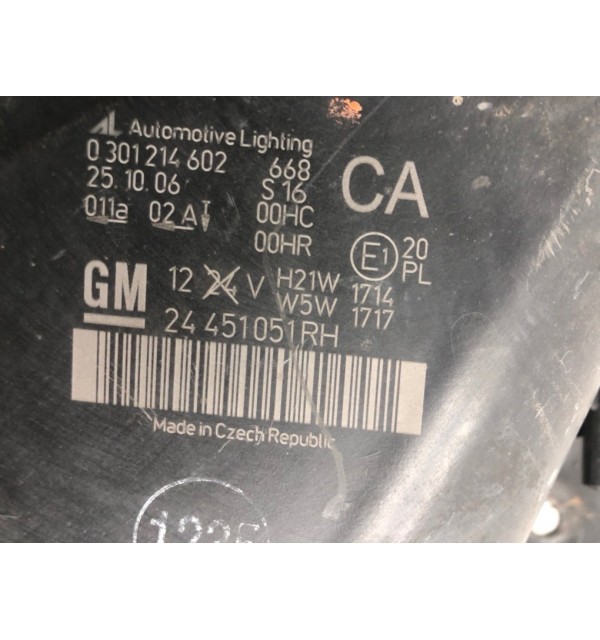 AL Automotive Lighting
0 301 214 602 668
25.10.06 S 16
011a 02 A 00HC
00HR
CA
E1 20
PL
GM 12 24 V H21W 1714
W5W 1717
24 451 051 RH
Made in Czech Republic